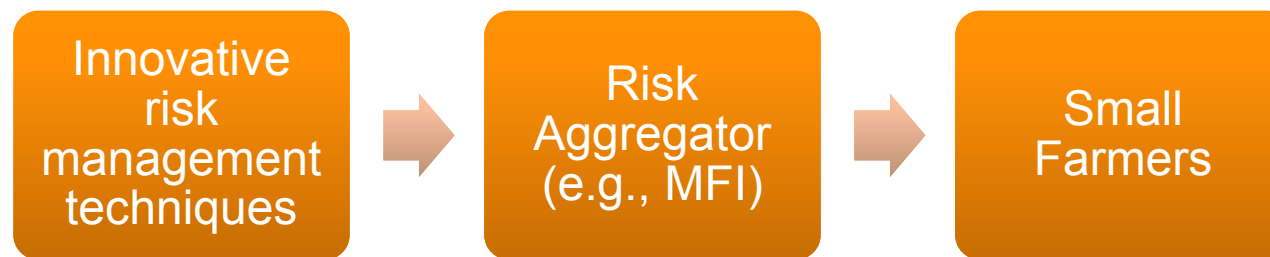 Innovative
risk
management
techniques
Risk
Aggregator
(e.g., MFI)
Small
Farmers